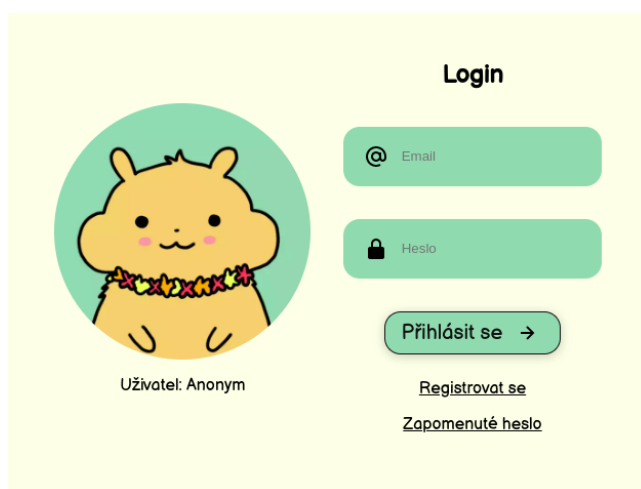 Login
@ Email
Heslo
Přihlásit se →
Registrovat se
Zapomenuté heslo
Uživatel: Anonym